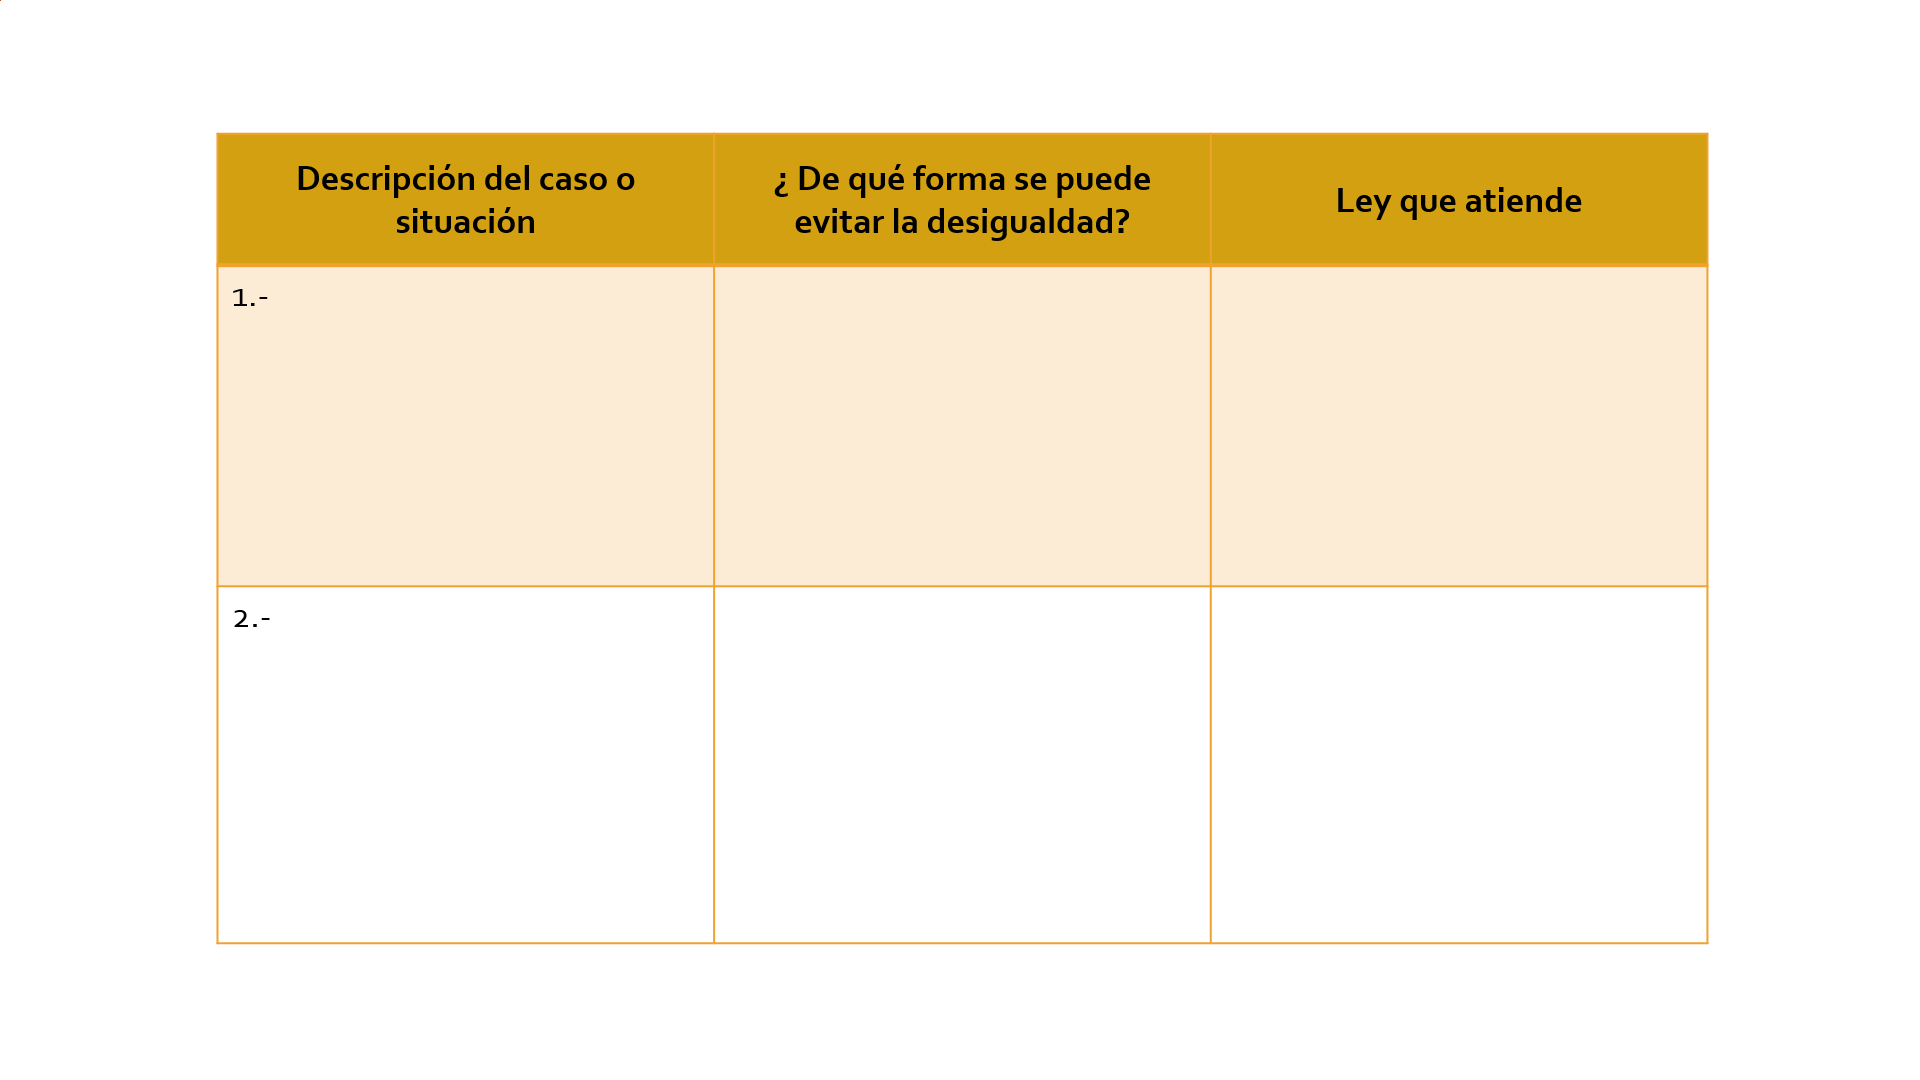 Descripción del caso o
situación
¿ De qué forma se puede
evitar la desigualdad?
Ley que atiende
1.-
2.-